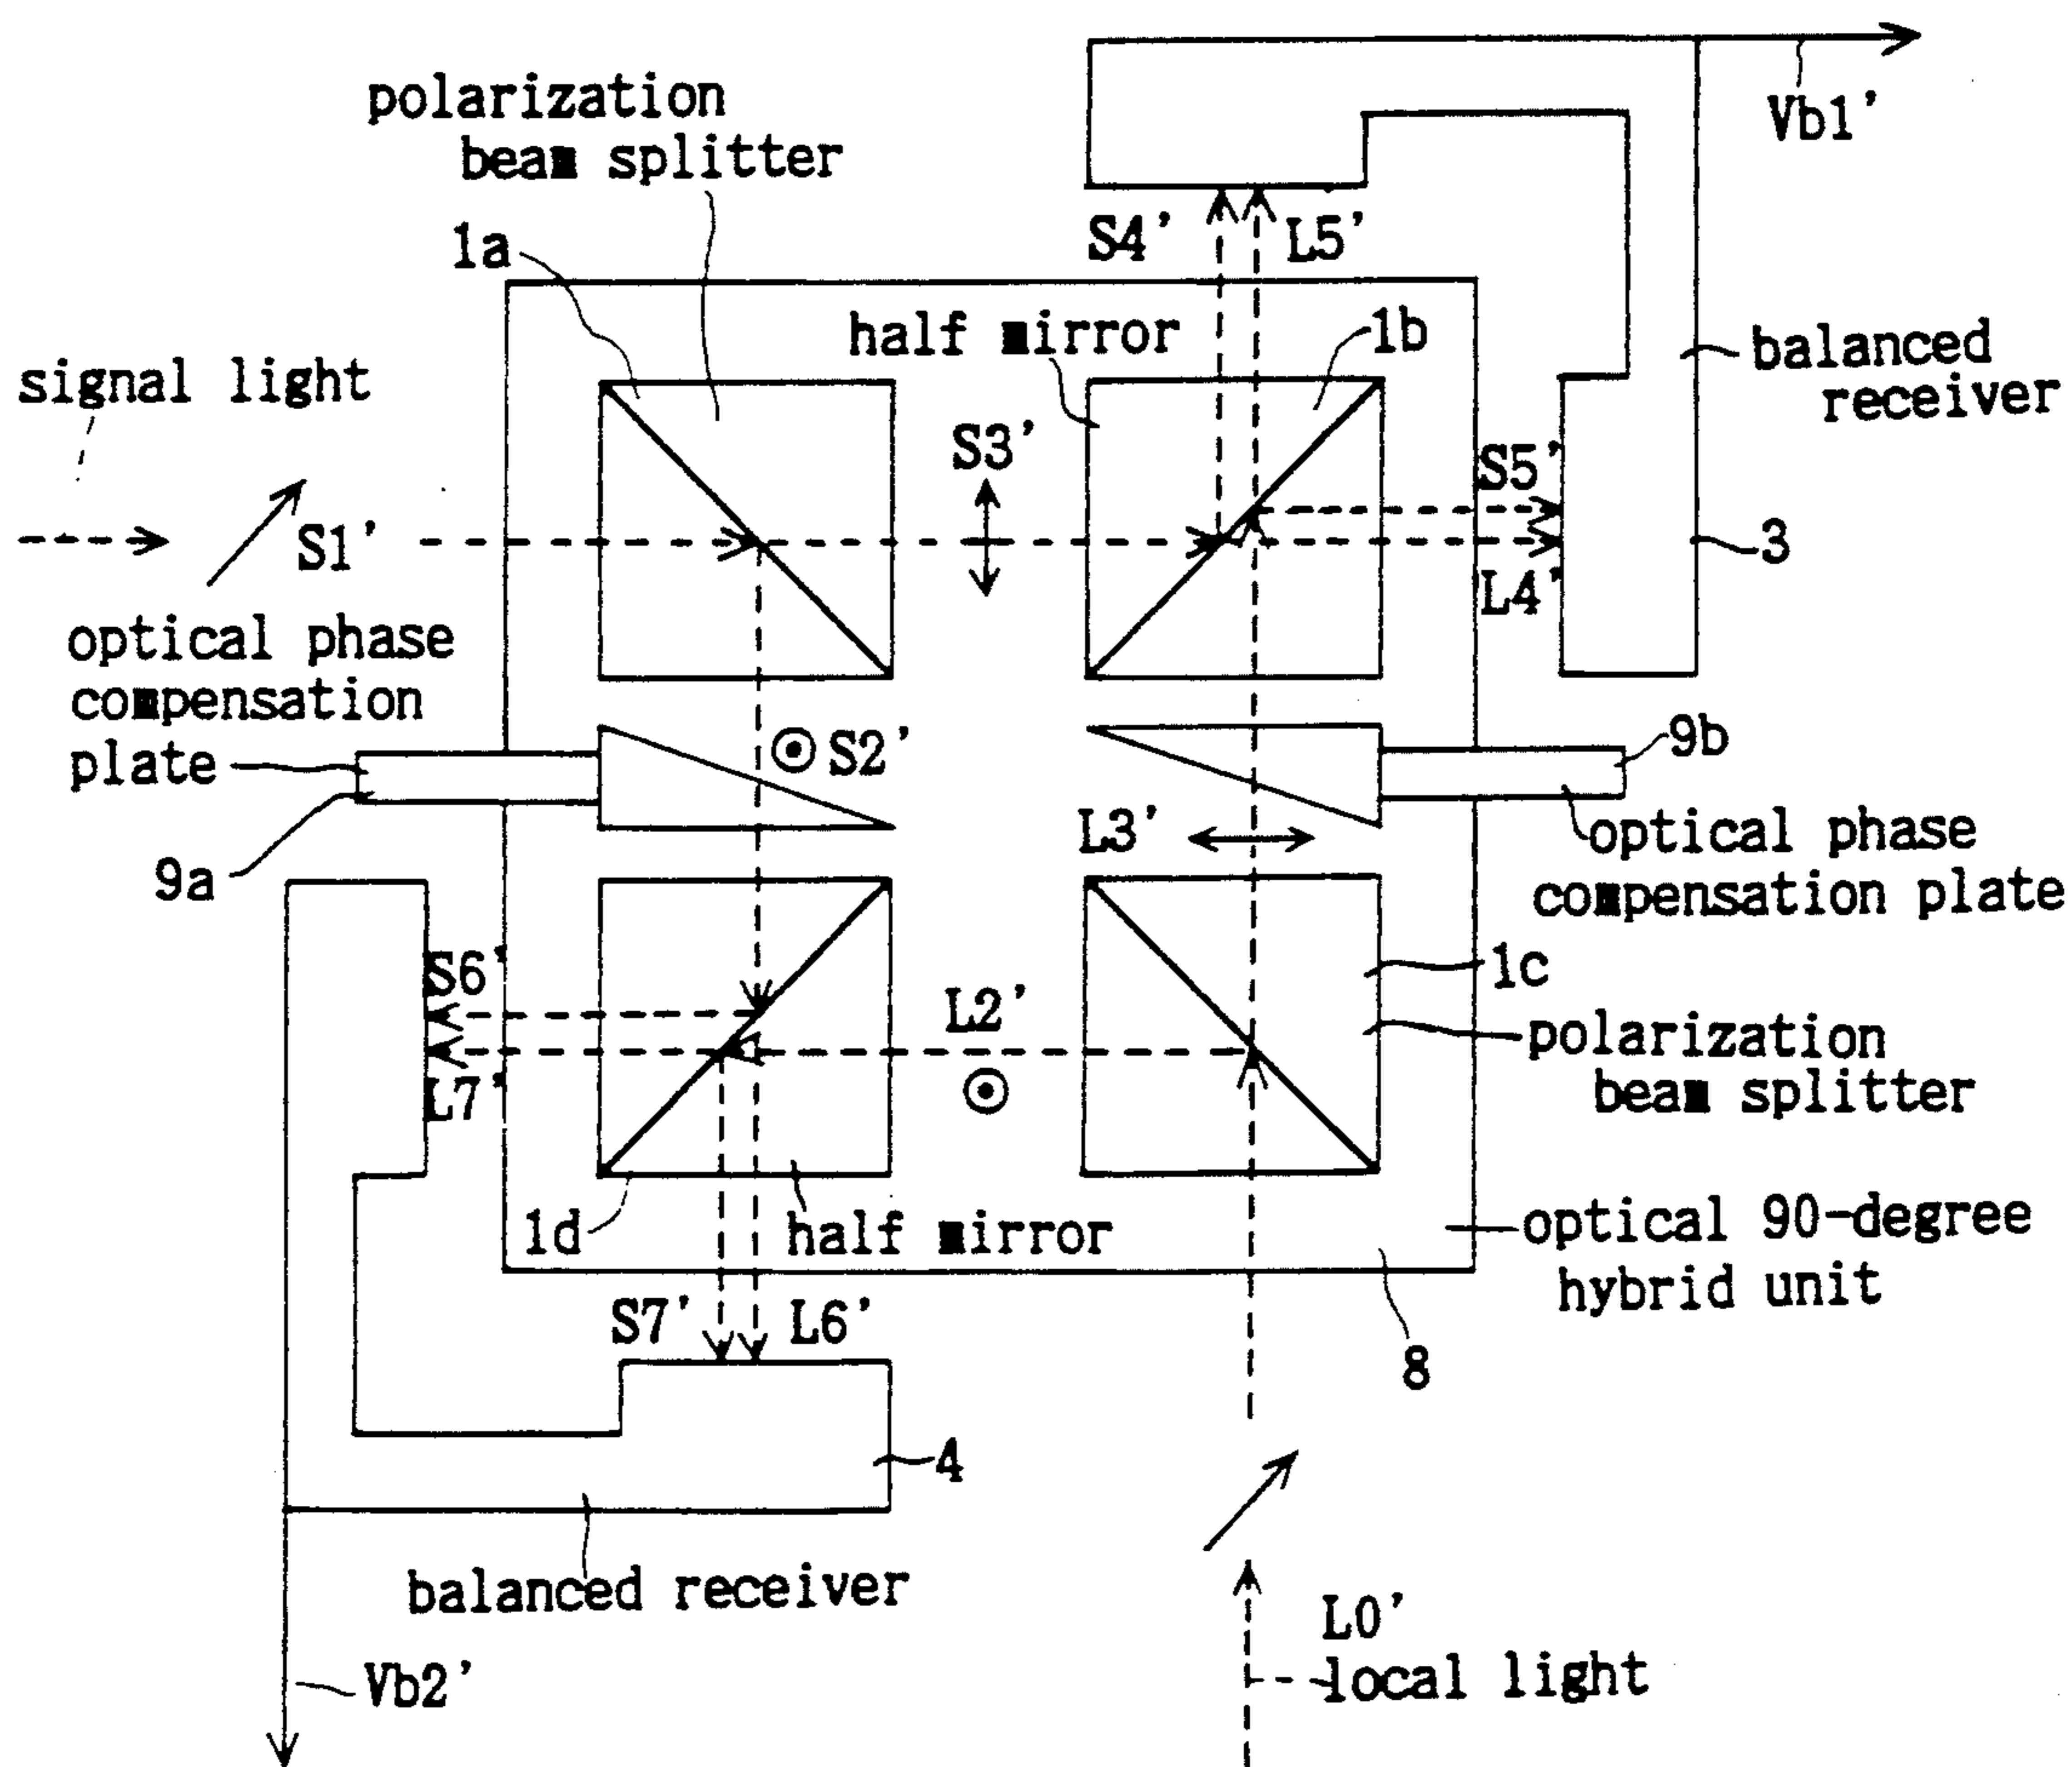 Vb1'
polarization
beam splitter
1a
S4'
L5'
half mirror
1b
balanced
receiver
signal light
S3'
S5'
S1'
3
L4'
optical phase
compensation
plate
S2'
9b
L3'
optical phase
compensation plate
9a
1c
S6'
L2'
polarization
beam splitter
L7'
1d
half mirror
optical 90-degree
hybrid unit
S7'
L6'
8
4
balanced receiver
L0'
local light
Vb2'